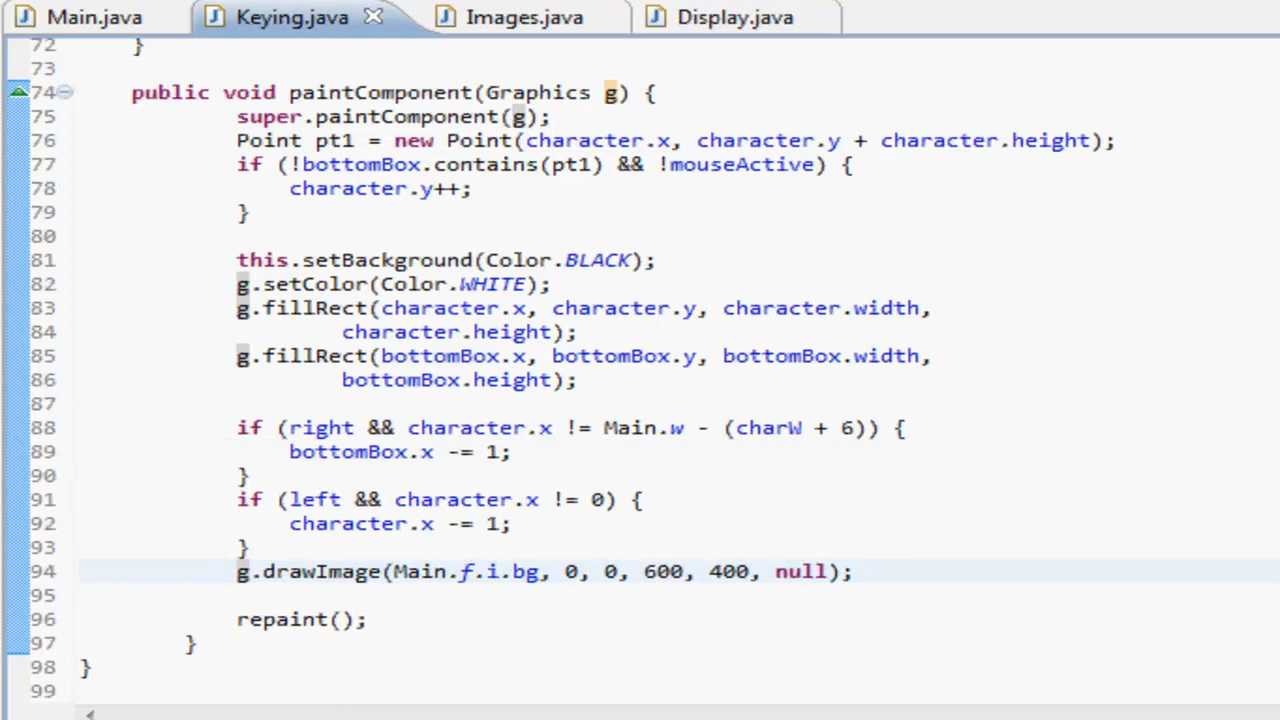 Main.java Keying.java Images.java Display.java
72 }
73
74 public void paintComponent(Graphics g) {
75 super.paintComponent(g);
76 Point pt1 = new Point(character.x, character.y + character.height);
77 if (!bottomBox.contains(pt1) && !mouseActive) {
78 character.y++;
79 }
80
81 this.setBackground(Color.BLACK);
82 g.setColor(Color.WHITE);
83 g.fillRect(character.x, character.y, character.width,
84 character.height);
85 g.fillRect(bottomBox.x, bottomBox.y, bottomBox.width,
86 bottomBox.height);
87
88 if (right && character.x != Main.w - (charW + 6)) {
89 bottomBox.x -= 1;
90 }
91 if (left && character.x != 0) {
92 character.x -= 1;
93 }
94 g.drawImage(Main.f.i.bg, 0, 0, 600, 400, null);
95
96 repaint();
97 }
98 }
99